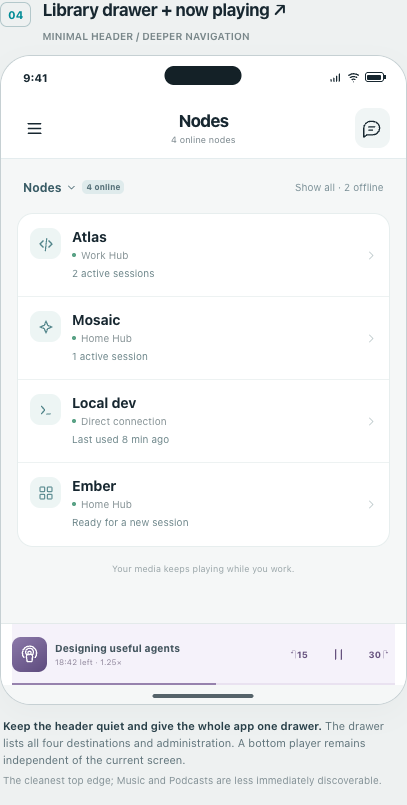 04
Library drawer + now playing ↗
MINIMAL HEADER / DEEPER NAVIGATION
9:41
Nodes
4 online nodes
Nodes 4 online Show all · 2 offline
Atlas
Work Hub
2 active sessions
Mosaic
Home Hub
1 active session
Local dev
Direct connection
Last used 8 min ago
Ember
Home Hub
Ready for a new session
Your media keeps playing while you work.
Designing useful agents
18:42 left · 1.25×
15 30
Keep the header quiet and give the whole app one drawer. The drawer
lists all four destinations and administration. A bottom player remains
independent of the current screen.
The cleanest top edge; Music and Podcasts are less immediately discoverable.